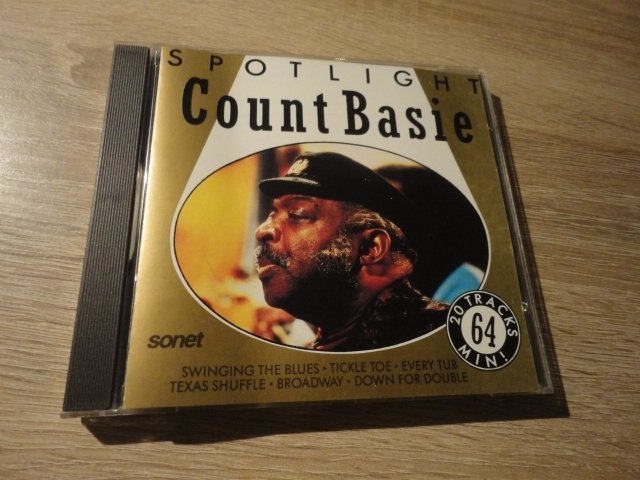 SPOTLIGHT
Count Basie
20 TRACKS
64
MIN!
sonet
SWINGING THE BLUES • TICKLE TOE • EVERY TUB
TEXAS SHUFFLE • BROADWAY • DOWN FOR DOUBLE